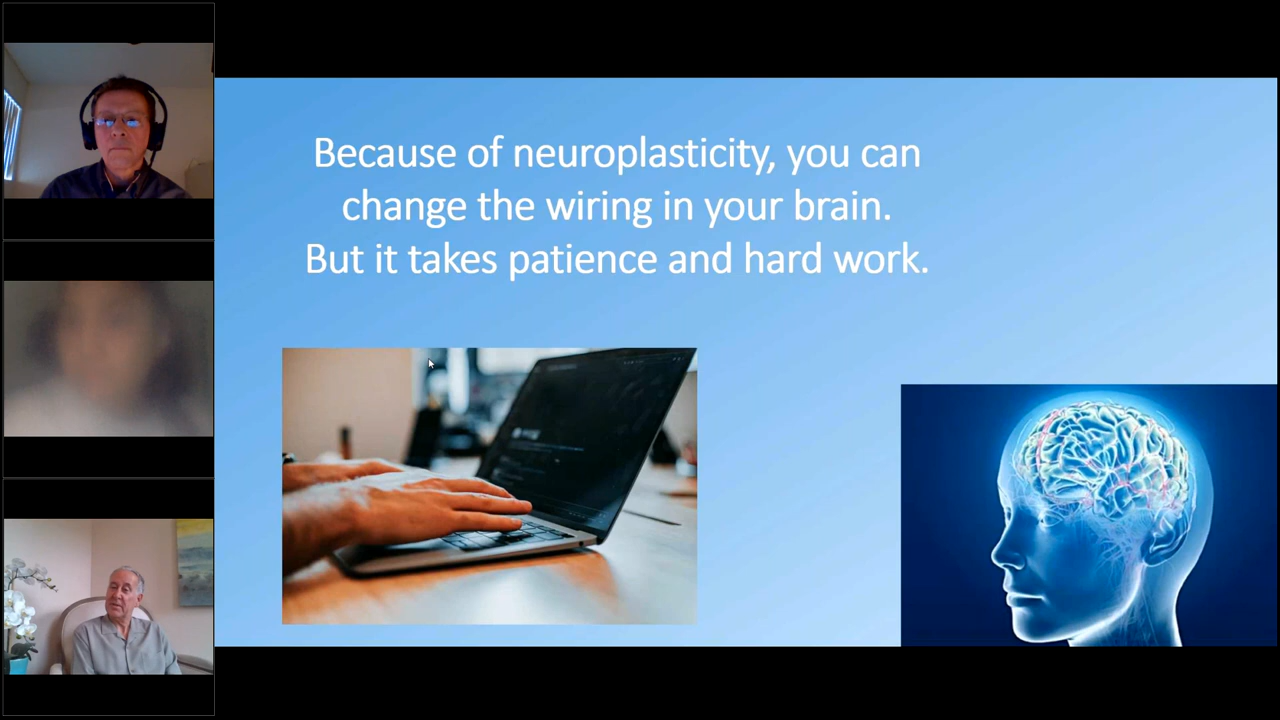 Because of neuroplasticity, you can
change the wiring in your brain.
But it takes patience and hard work.